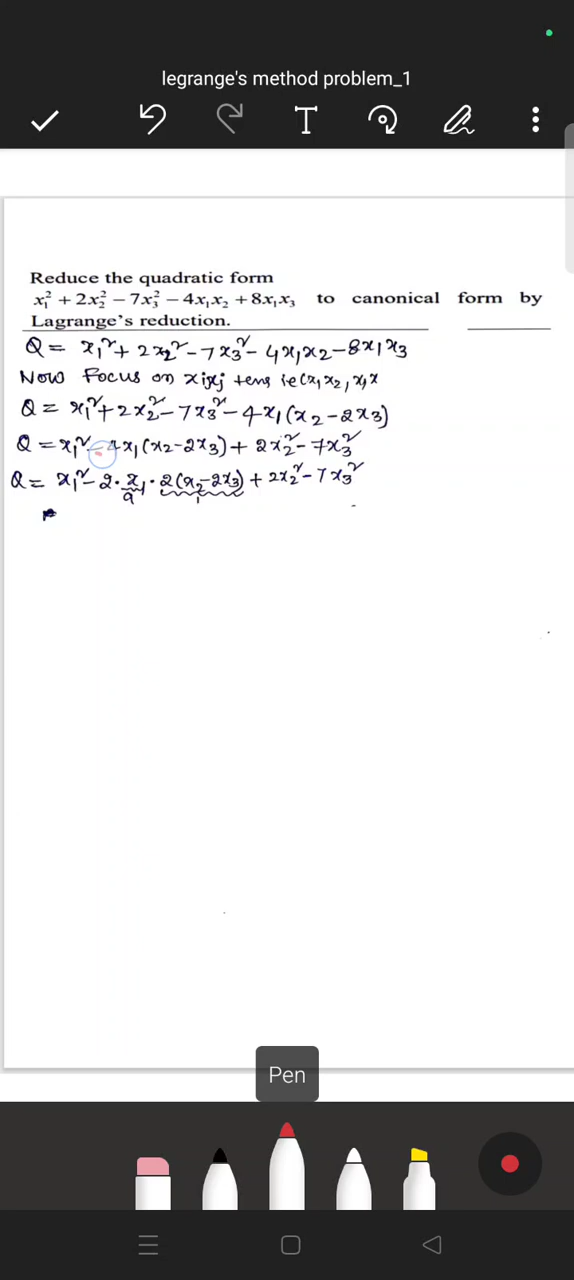 legrange's method problem_1
T
Reduce the quadratic form
x₁² + 2x₂² − 7x₃² − 4x₁x₂ + 8x₁x₃ to canonical form by
Lagrange's reduction.
Q = x₁² + 2x₂² − 7x₃² − 4x₁x₂ − 8x₁x₃
Now Focus on xixj tens ie(x₁x₂, x₁x
Q = x₁² + 2x₂² − 7x₃² − 4x₁(x₂ − 2x₃)
Q = x₁² − 4x₁(x₂ − 2x₃) + 2x₂² − 7x₃²
Q = x₁² − 2·x₁·2(x₂ − 2x₃) + 2x₂² − 7x₃²
a
Pen